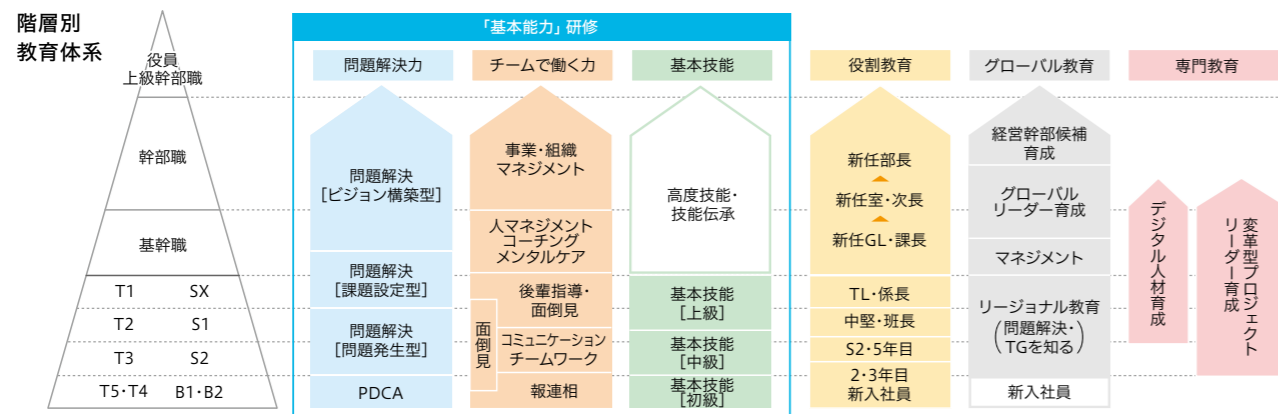 階層別
教育体系
役員
上級幹部職
幹部職
基幹職
T1 SX
T2 S1
T3 S2
T5・T4 B1・B2
「基本能力」研修
問題解決力
問題解決
[ビジョン構築型]
問題解決
[課題設定型]
問題解決
[問題発生型]
PDCA
チームで働く力
事業・組織
マネジメント
人マネジメント
コーチング
メンタルケア
後輩指導・
面倒見
面倒見
コミュニケーション
チームワーク
報連相
基本技能
高度技能・
技能伝承
基本技能
[上級]
基本技能
[中級]
基本技能
[初級]
役割教育
新任部長
新任室・次長
新任GL・課長
TL・係長
中堅・班長
S2・5年目
2・3年目
新入社員
グローバル教育
経営幹部候補
育成
グローバル
リーダー育成
マネジメント
リージョナル教育
(問題解決・
TGを知る)
新入社員
専門教育
デジタル人材育成
変革型プロジェクト
リーダー育成